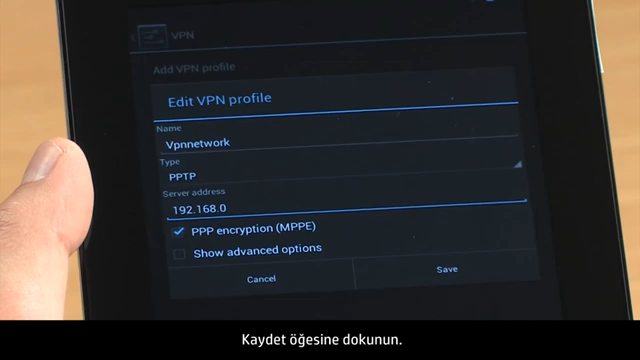 VPN
Add VPN profile
Edit VPN profile
Name
Vpnnetwork
Type
PPTP
Server address
192.168.0
PPP encryption (MPPE)
Show advanced options
Cancel Save
Kaydet öğesine dokunun.